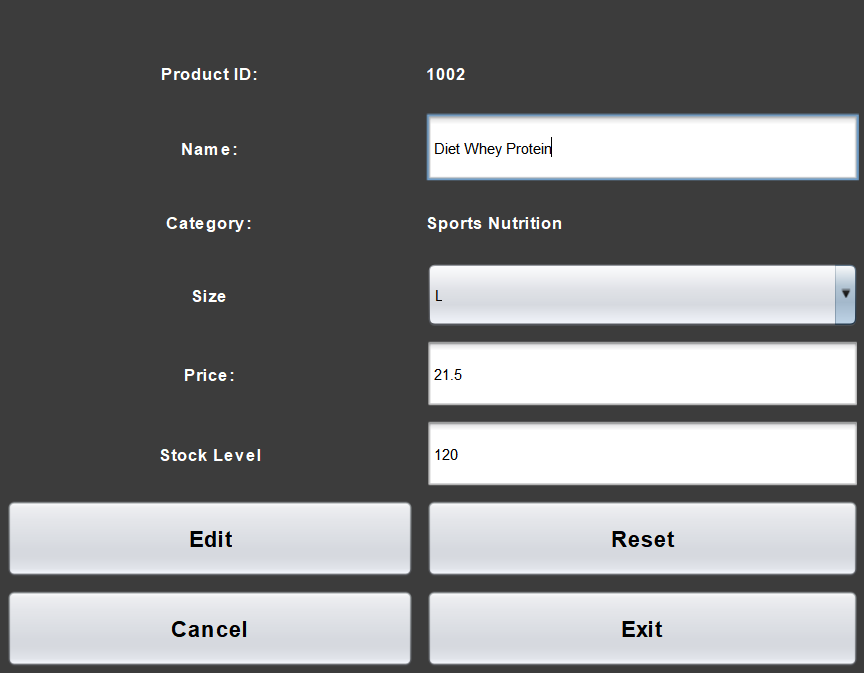 Product ID: 1002
Name: Diet Whey Protein
Category: Sports Nutrition
Size L
Price: 21.5
Stock Level 120
Edit Reset
Cancel Exit